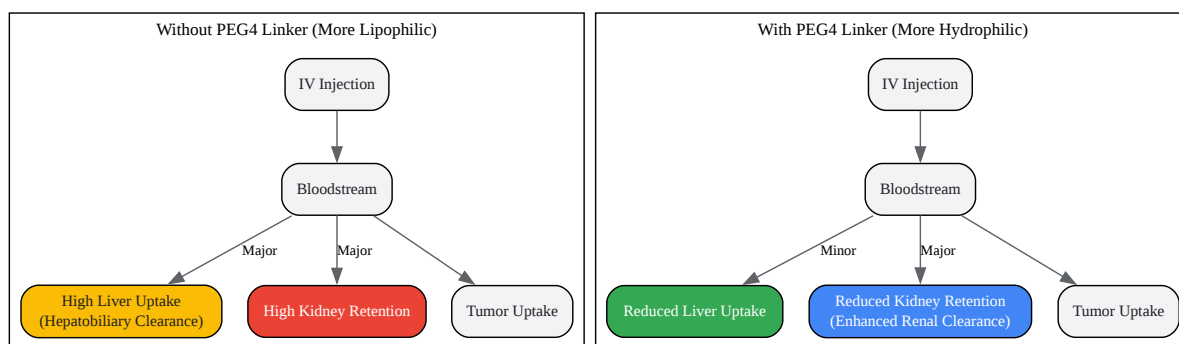 Without PEG4 Linker (More Lipophilic)
IV Injection
Bloodstream
Major
Major
High Liver Uptake
(Hepatobiliary Clearance)
High Kidney Retention
Tumor Uptake
With PEG4 Linker (More Hydrophilic)
IV Injection
Bloodstream
Minor
Major
Reduced Liver Uptake
Reduced Kidney Retention
(Enhanced Renal Clearance)
Tumor Uptake